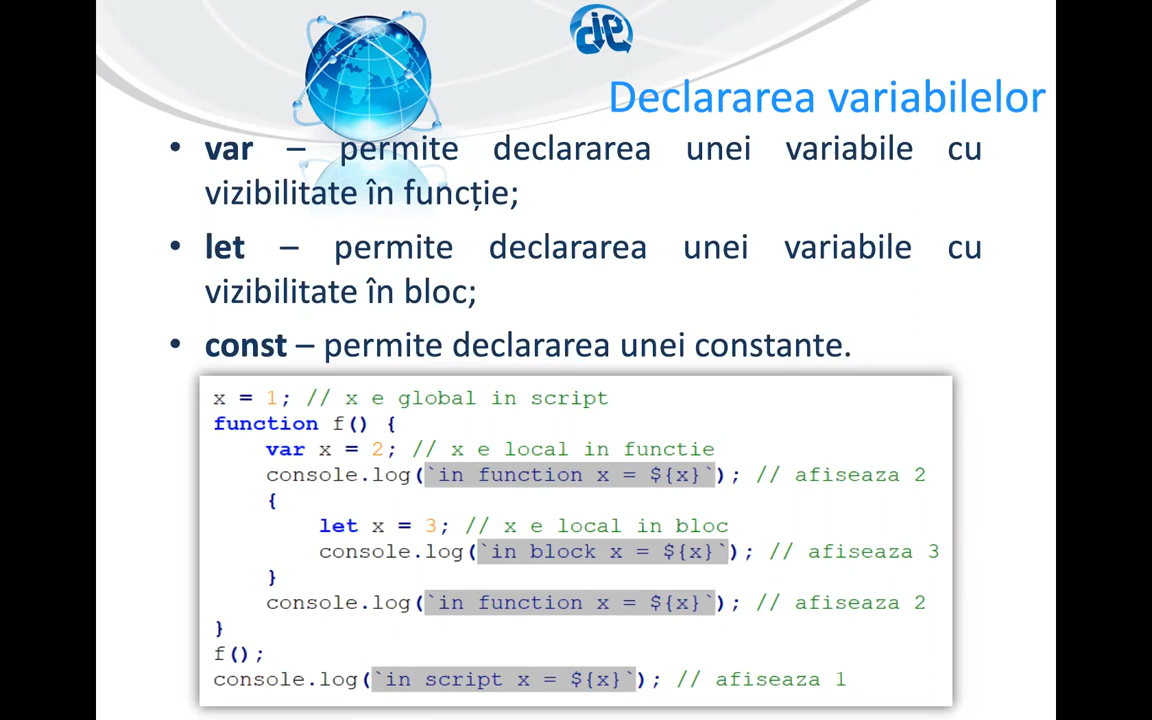 Declararea variabilelor
• var – permite declararea unei variabile cu
vizibilitate în funcție;
• let – permite declararea unei variabile cu
vizibilitate în bloc;
• const – permite declararea unei constante.
x = 1; // x e global in script
function f() {
    var x = 2; // x e local in functie
    console.log(`in function x = ${x}`); // afiseaza 2
    {
        let x = 3; // x e local in bloc
        console.log(`in block x = ${x}`); // afiseaza 3
    }
    console.log(`in function x = ${x}`); // afiseaza 2
}
f();
console.log(`in script x = ${x}`); // afiseaza 1